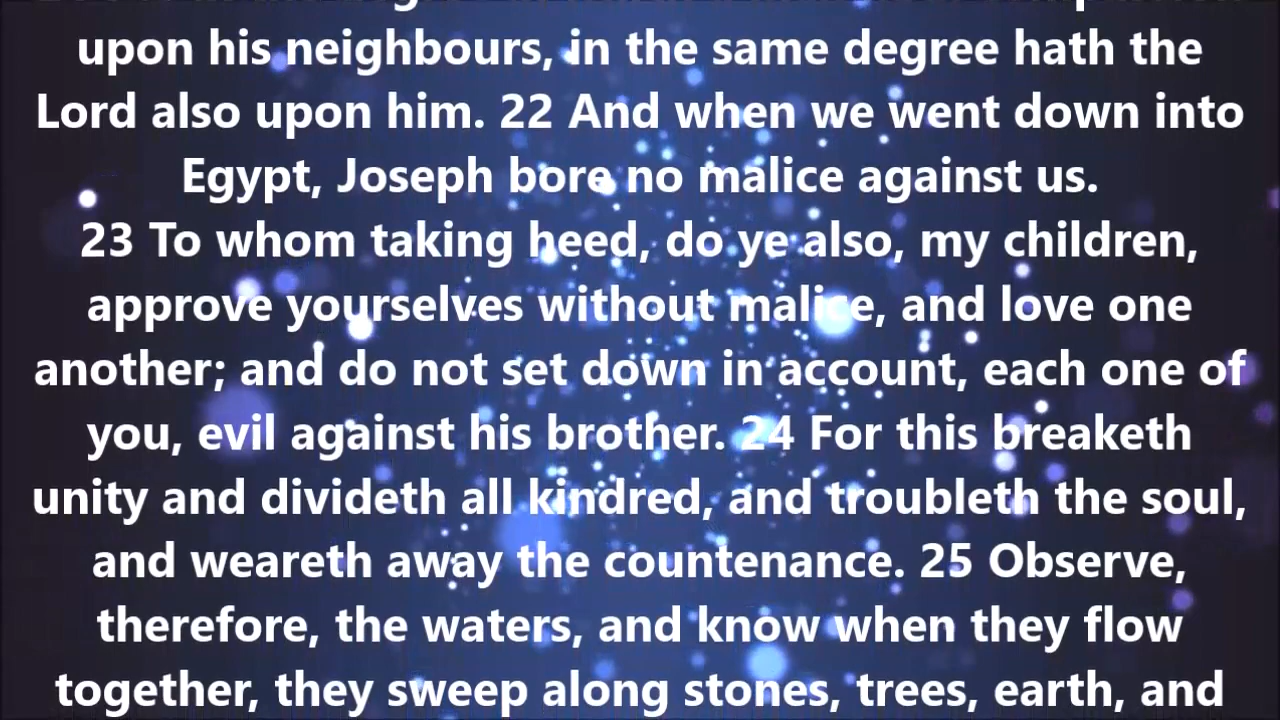 upon his neighbours, in the same degree hath the
Lord also upon him. 22 And when we went down into
Egypt, Joseph bore no malice against us.
23 To whom taking heed, do ye also, my children,
approve yourselves without malice, and love one
another; and do not set down in account, each one of
you, evil against his brother. 24 For this breaketh
unity and divideth all kindred, and troubleth the soul,
and weareth away the countenance. 25 Observe,
therefore, the waters, and know when they flow
together, they sweep along stones, trees, earth, and